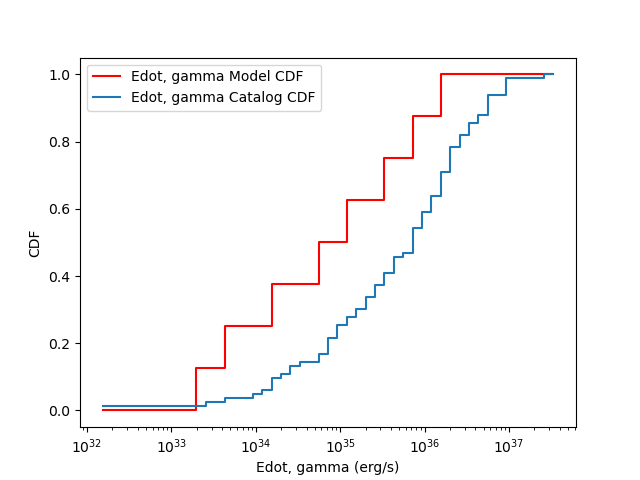 Edot, gamma Model CDF
Edot, gamma Catalog CDF
1.0
0.8
0.6
0.4
0.2
0.0
CDF
10^32 10^33 10^34 10^35 10^36 10^37
Edot, gamma (erg/s)